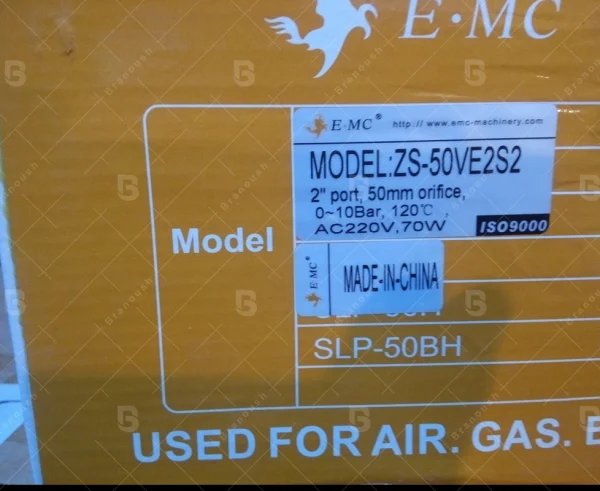 E·MC
E·MC® http://www.emc-machinery.com
MODEL:ZS-50VE2S2
2" port, 50mm orifice,
0~10Bar, 120℃,
AC220V,70W
ISO9000
Model
E·MC
MADE-IN-CHINA
SLP-50BH
USED FOR AIR. GAS.
Branoush